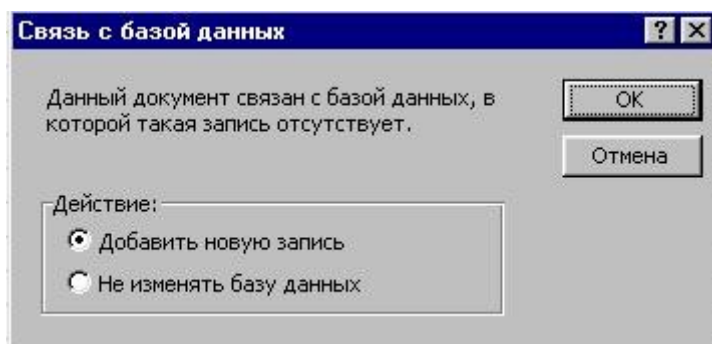 Связь с базой данных
Данный документ связан с базой данных, в
которой такая запись отсутствует.
OK
Отмена
Действие:
Добавить новую запись
Не изменять базу данных